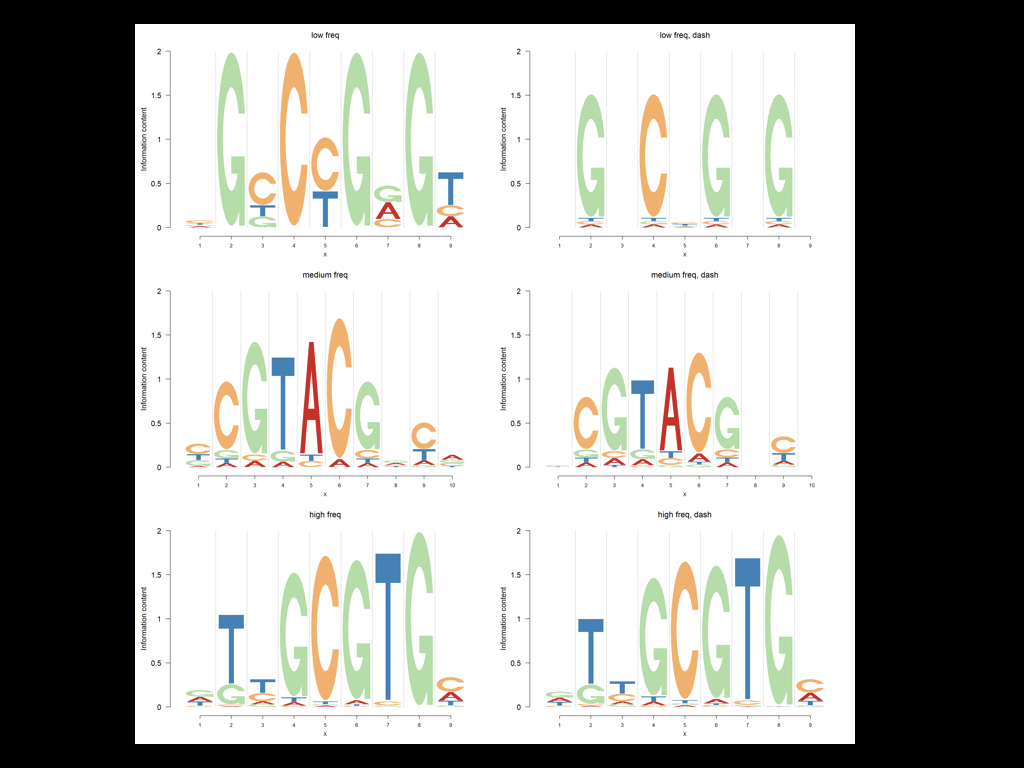 low freq
low freq, dash
2
1.5
1
0.5
0
Information content
1 2 3 4 5 6 7 8 9
x
2
1.5
1
0.5
0
Information content
1 2 3 4 5 6 7 8 9
x
medium freq
medium freq, dash
2
1.5
1
0.5
0
Information content
1 2 3 4 5 6 7 8 9 10
x
2
1.5
1
0.5
0
Information content
1 2 3 4 5 6 7 8 9 10
x
high freq
high freq, dash
2
1.5
1
0.5
0
Information content
1 2 3 4 5 6 7 8 9
x
2
1.5
1
0.5
0
Information content
1 2 3 4 5 6 7 8 9
x